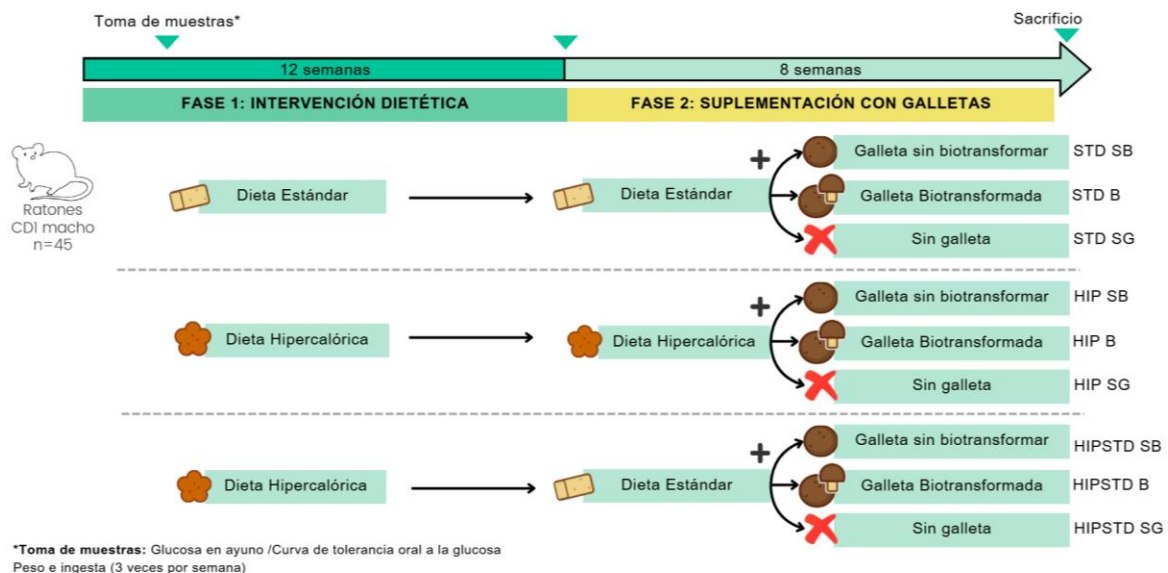 Toma de muestras*
Sacrificio
12 semanas
8 semanas
FASE 1: INTERVENCIÓN DIETÉTICA
FASE 2: SUPLEMENTACIÓN CON GALLETAS
Ratones
CD1 macho
n=45
Dieta Estándar
Dieta Estándar
Galleta sin biotransformar
STD SB
Galleta Biotransformada
STD B
Sin galleta
STD SG
Dieta Hipercalórica
Dieta Hipercalórica
Galleta sin biotransformar
HIP SB
Galleta Biotransformada
HIP B
Sin galleta
HIP SG
Dieta Hipercalórica
Dieta Estándar
Galleta sin biotransformar
HIPSTD SB
Galleta Biotransformada
HIPSTD B
Sin galleta
HIPSTD SG
*Toma de muestras: Glucosa en ayuno /Curva de tolerancia oral a la glucosa
Peso e ingesta (3 veces por semana)